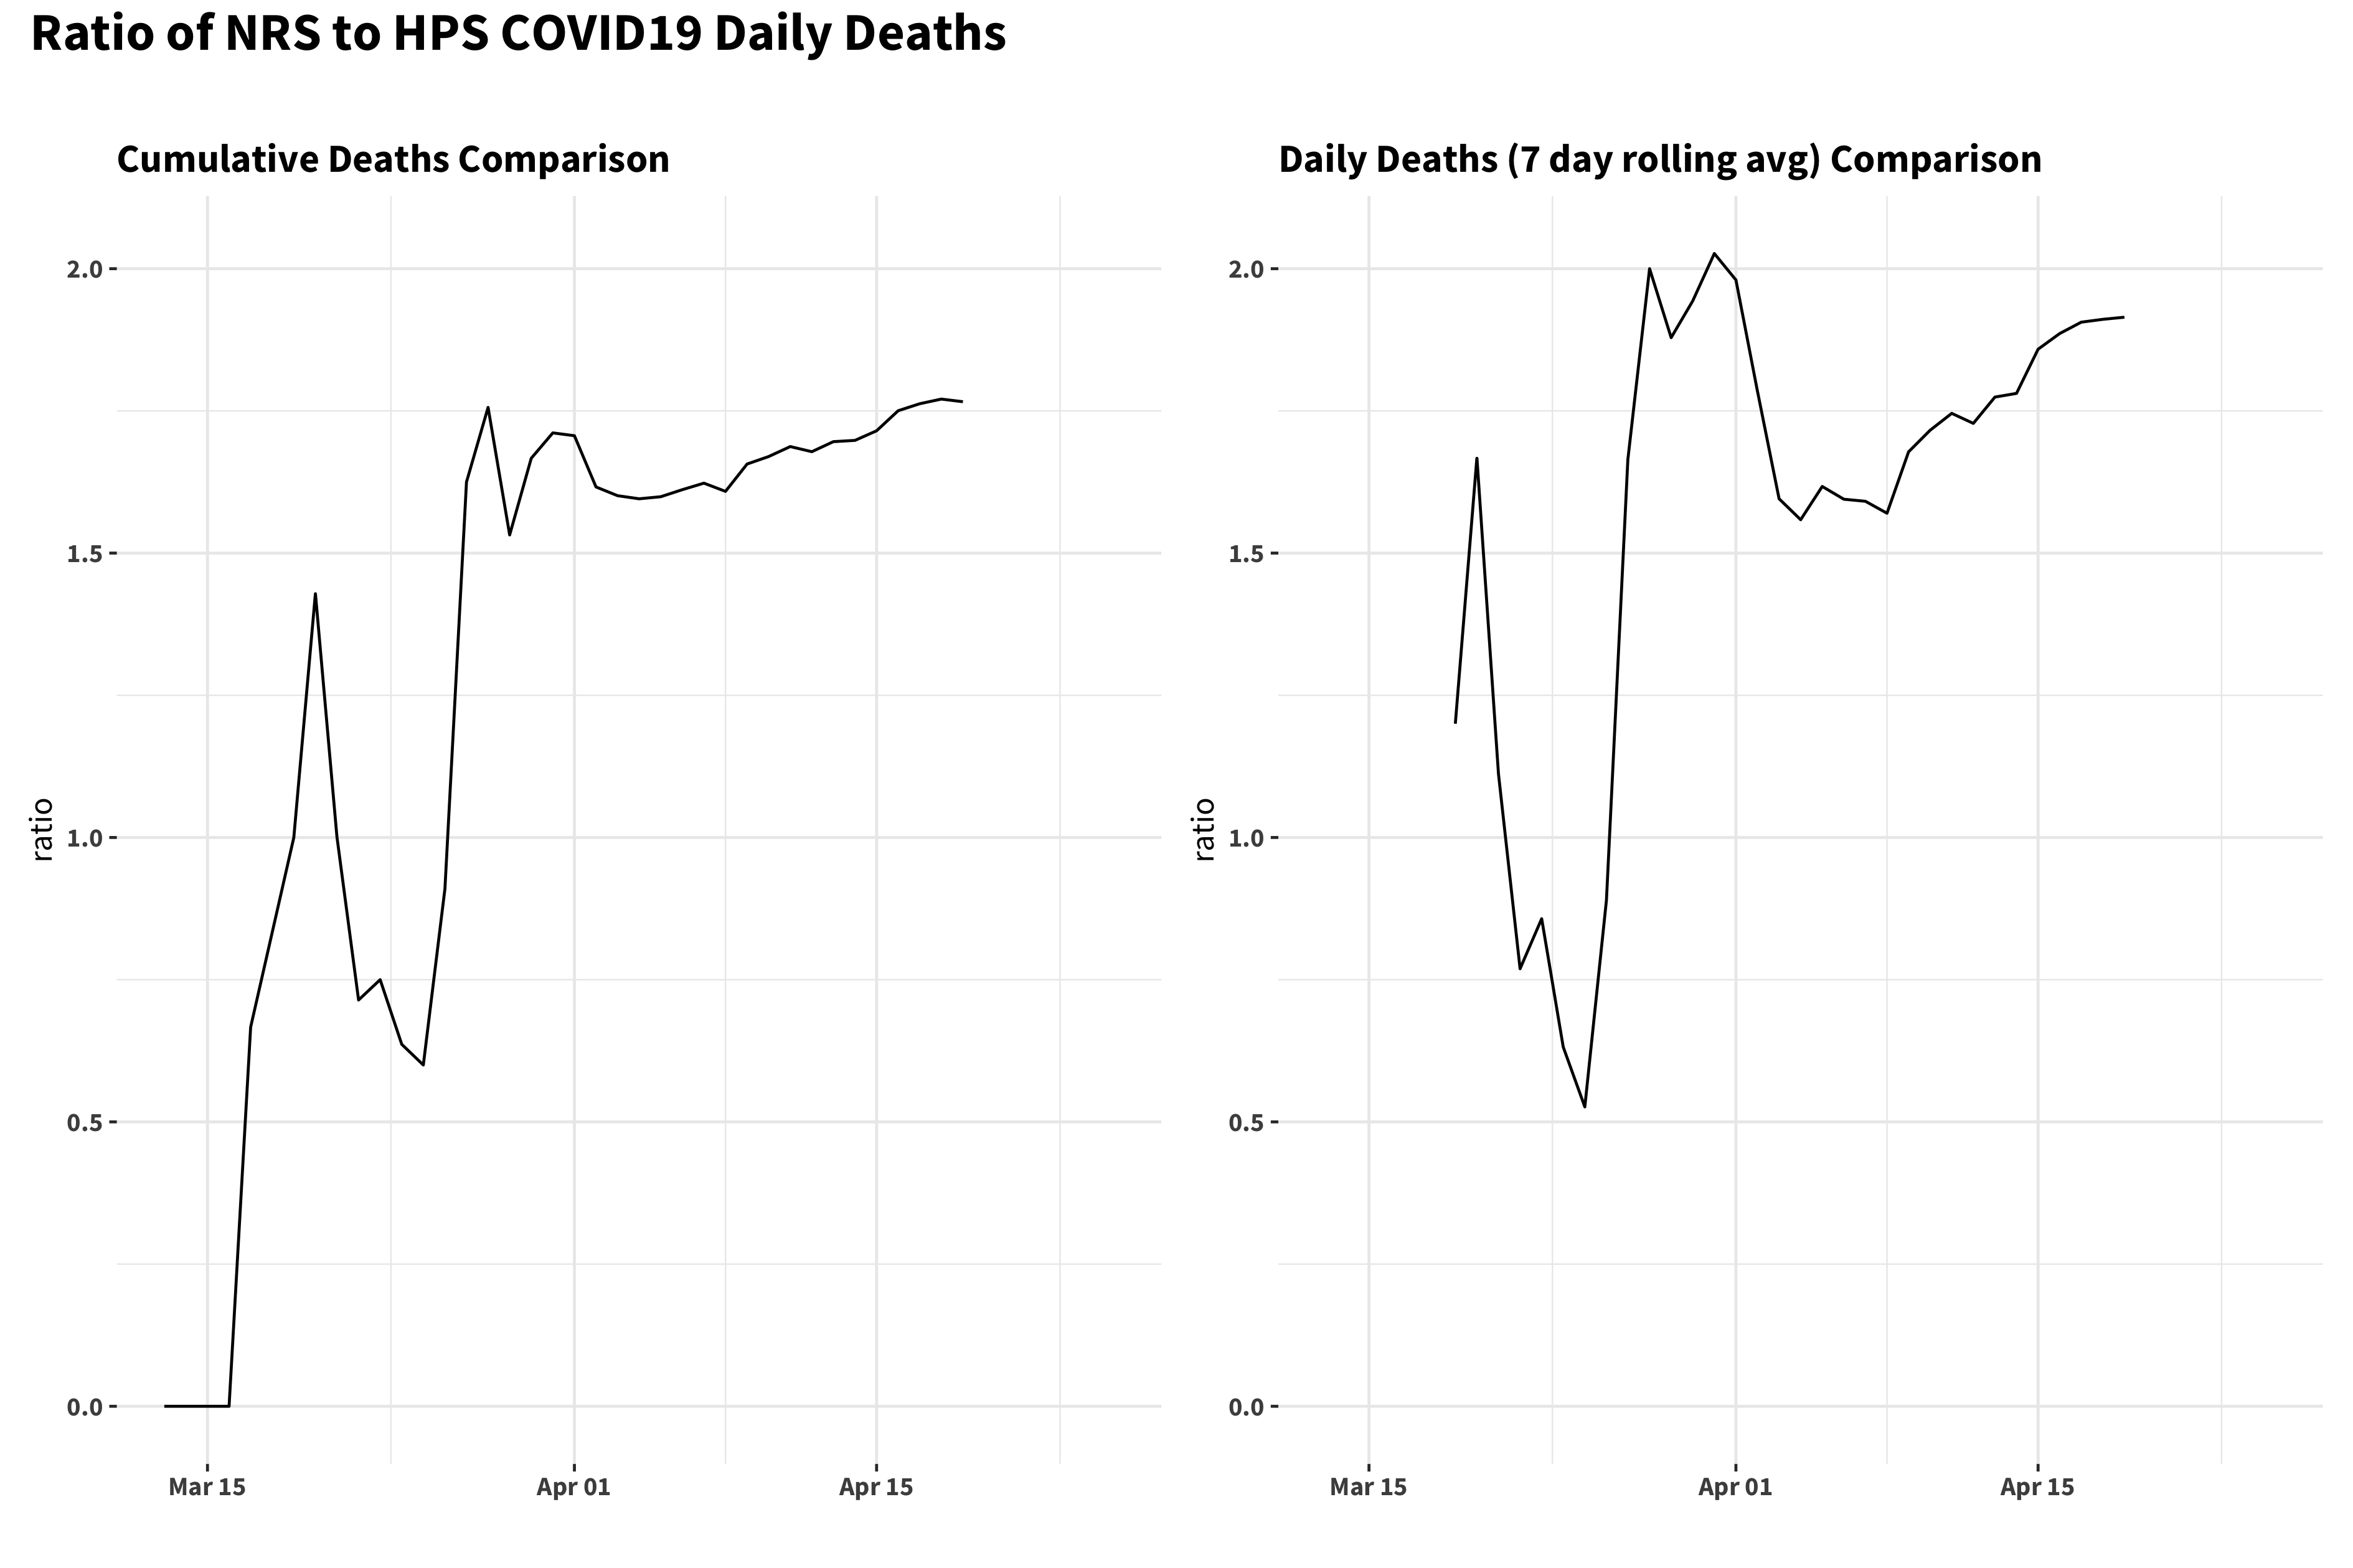 Ratio of NRS to HPS COVID19 Daily Deaths
Cumulative Deaths Comparison
2.0
1.5
1.0
0.5
0.0
ratio
Mar 15 Apr 01 Apr 15
Daily Deaths (7 day rolling avg) Comparison
2.0
1.5
1.0
0.5
0.0
ratio
Mar 15 Apr 01 Apr 15